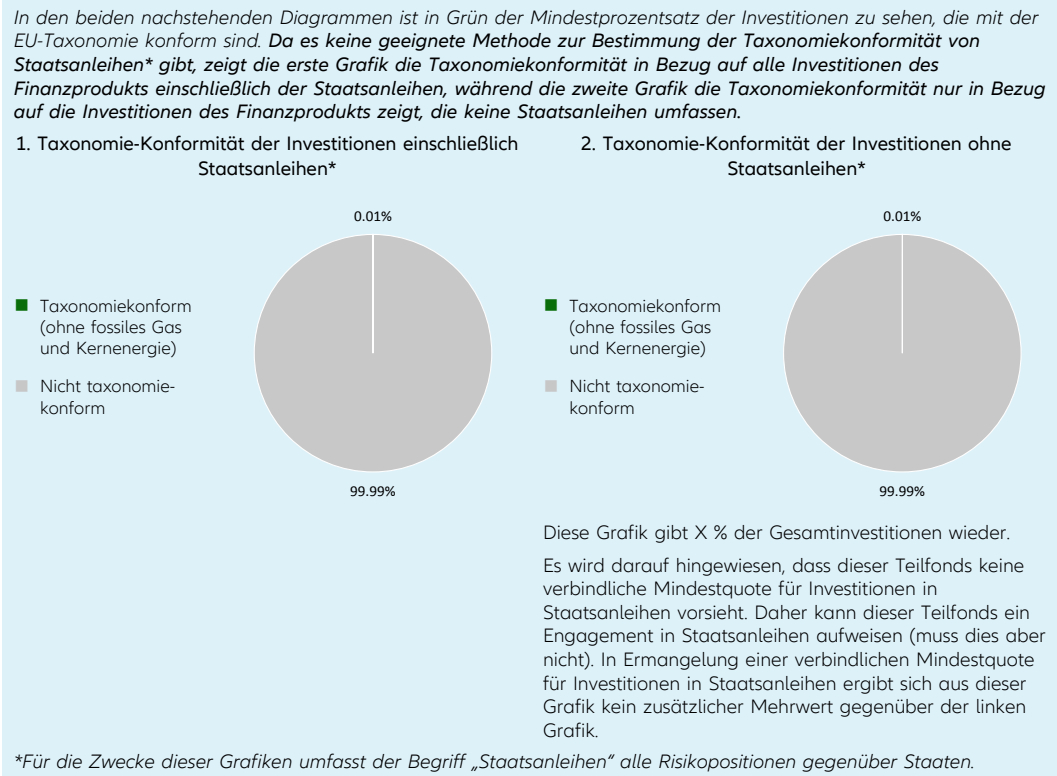 In den beiden nachstehenden Diagrammen ist in Grün der Mindestprozentsatz der Investitionen zu sehen, die mit der
EU-Taxonomie konform sind. Da es keine geeignete Methode zur Bestimmung der Taxonomiekonformität von
Staatsanleihen* gibt, zeigt die erste Grafik die Taxonomiekonformität in Bezug auf alle Investitionen des
Finanzprodukts einschließlich der Staatsanleihen, während die zweite Grafik die Taxonomiekonformität nur in Bezug
auf die Investitionen des Finanzprodukts zeigt, die keine Staatsanleihen umfassen.
1. Taxonomie-Konformität der Investitionen einschließlich
Staatsanleihen*
0.01%
Taxonomiekonform
(ohne fossiles Gas
und Kernenergie)
Nicht taxonomie-
konform
99.99%
2. Taxonomie-Konformität der Investitionen ohne
Staatsanleihen*
0.01%
Taxonomiekonform
(ohne fossiles Gas
und Kernenergie)
Nicht taxonomie-
konform
99.99%
Diese Grafik gibt X % der Gesamtinvestitionen wieder.
Es wird darauf hingewiesen, dass dieser Teilfonds keine
verbindliche Mindestquote für Investitionen in
Staatsanleihen vorsieht. Daher kann dieser Teilfonds ein
Engagement in Staatsanleihen aufweisen (muss dies aber
nicht). In Ermangelung einer verbindlichen Mindestquote
für Investitionen in Staatsanleihen ergibt sich aus dieser
Grafik kein zusätzlicher Mehrwert gegenüber der linken
Grafik.
*Für die Zwecke dieser Grafiken umfasst der Begriff „Staatsanleihen" alle Risikopositionen gegenüber Staaten.